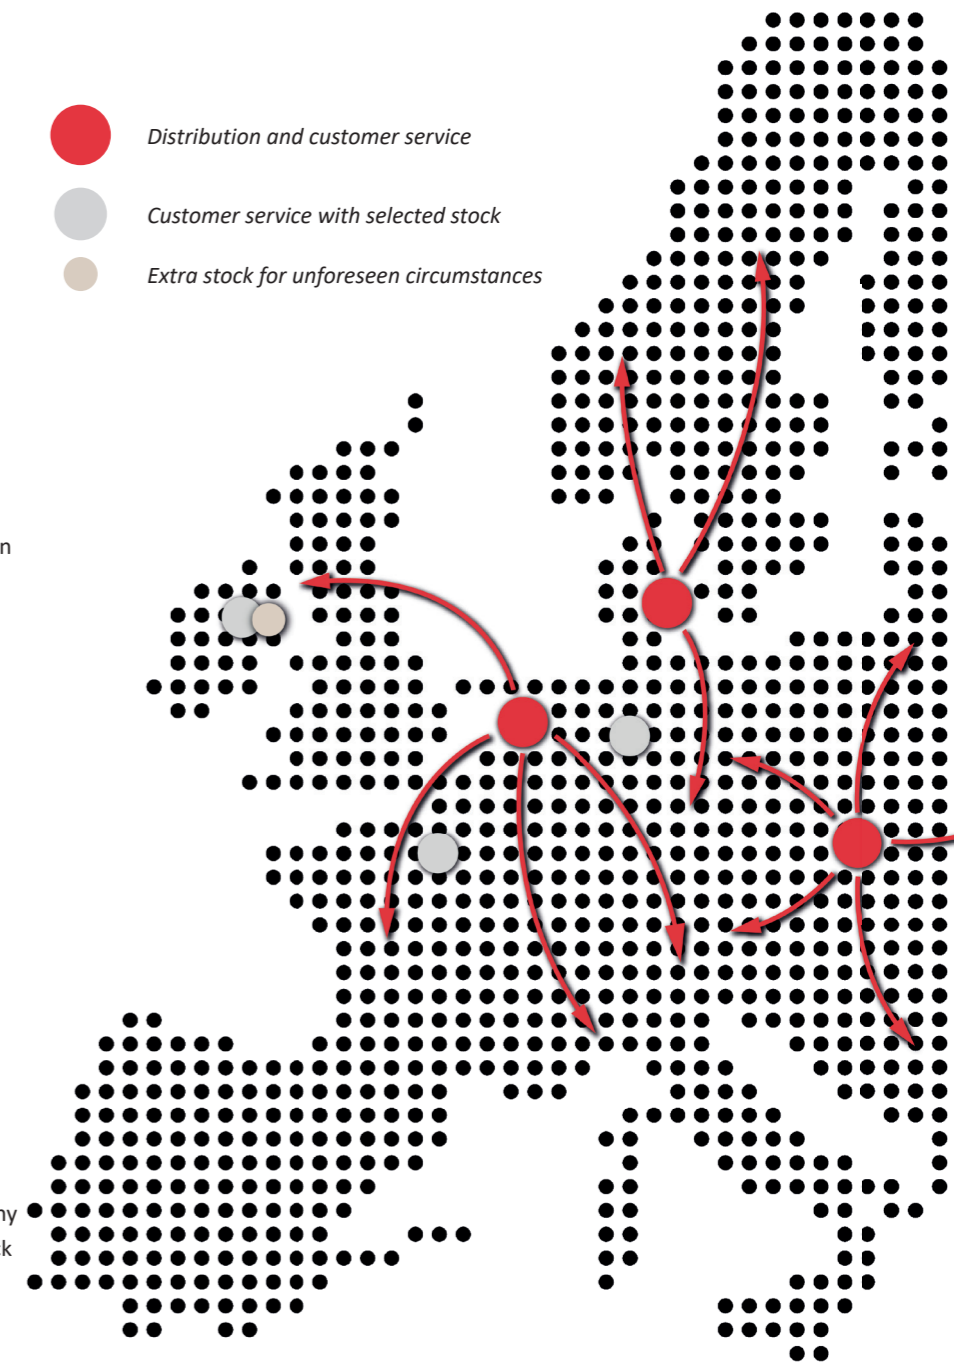 Distribution and customer service
Customer service with selected stock
Extra stock for unforeseen circumstances